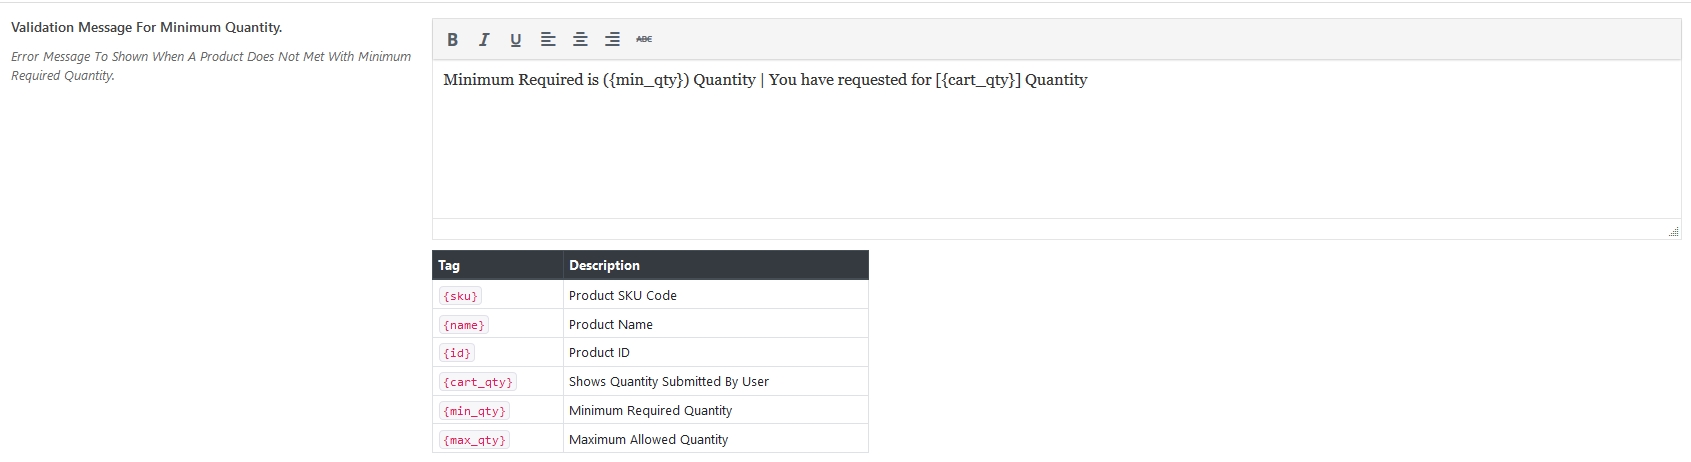 Validation Message For Minimum Quantity.
Error Message To Shown When A Product Does Not Met With Minimum
Required Quantity.
B I U ABC
Minimum Required is ({min_qty}) Quantity | You have requested for [{cart_qty}] Quantity
Tag Description
{sku} Product SKU Code
{name} Product Name
{id} Product ID
{cart_qty} Shows Quantity Submitted By User
{min_qty} Minimum Required Quantity
{max_qty} Maximum Allowed Quantity